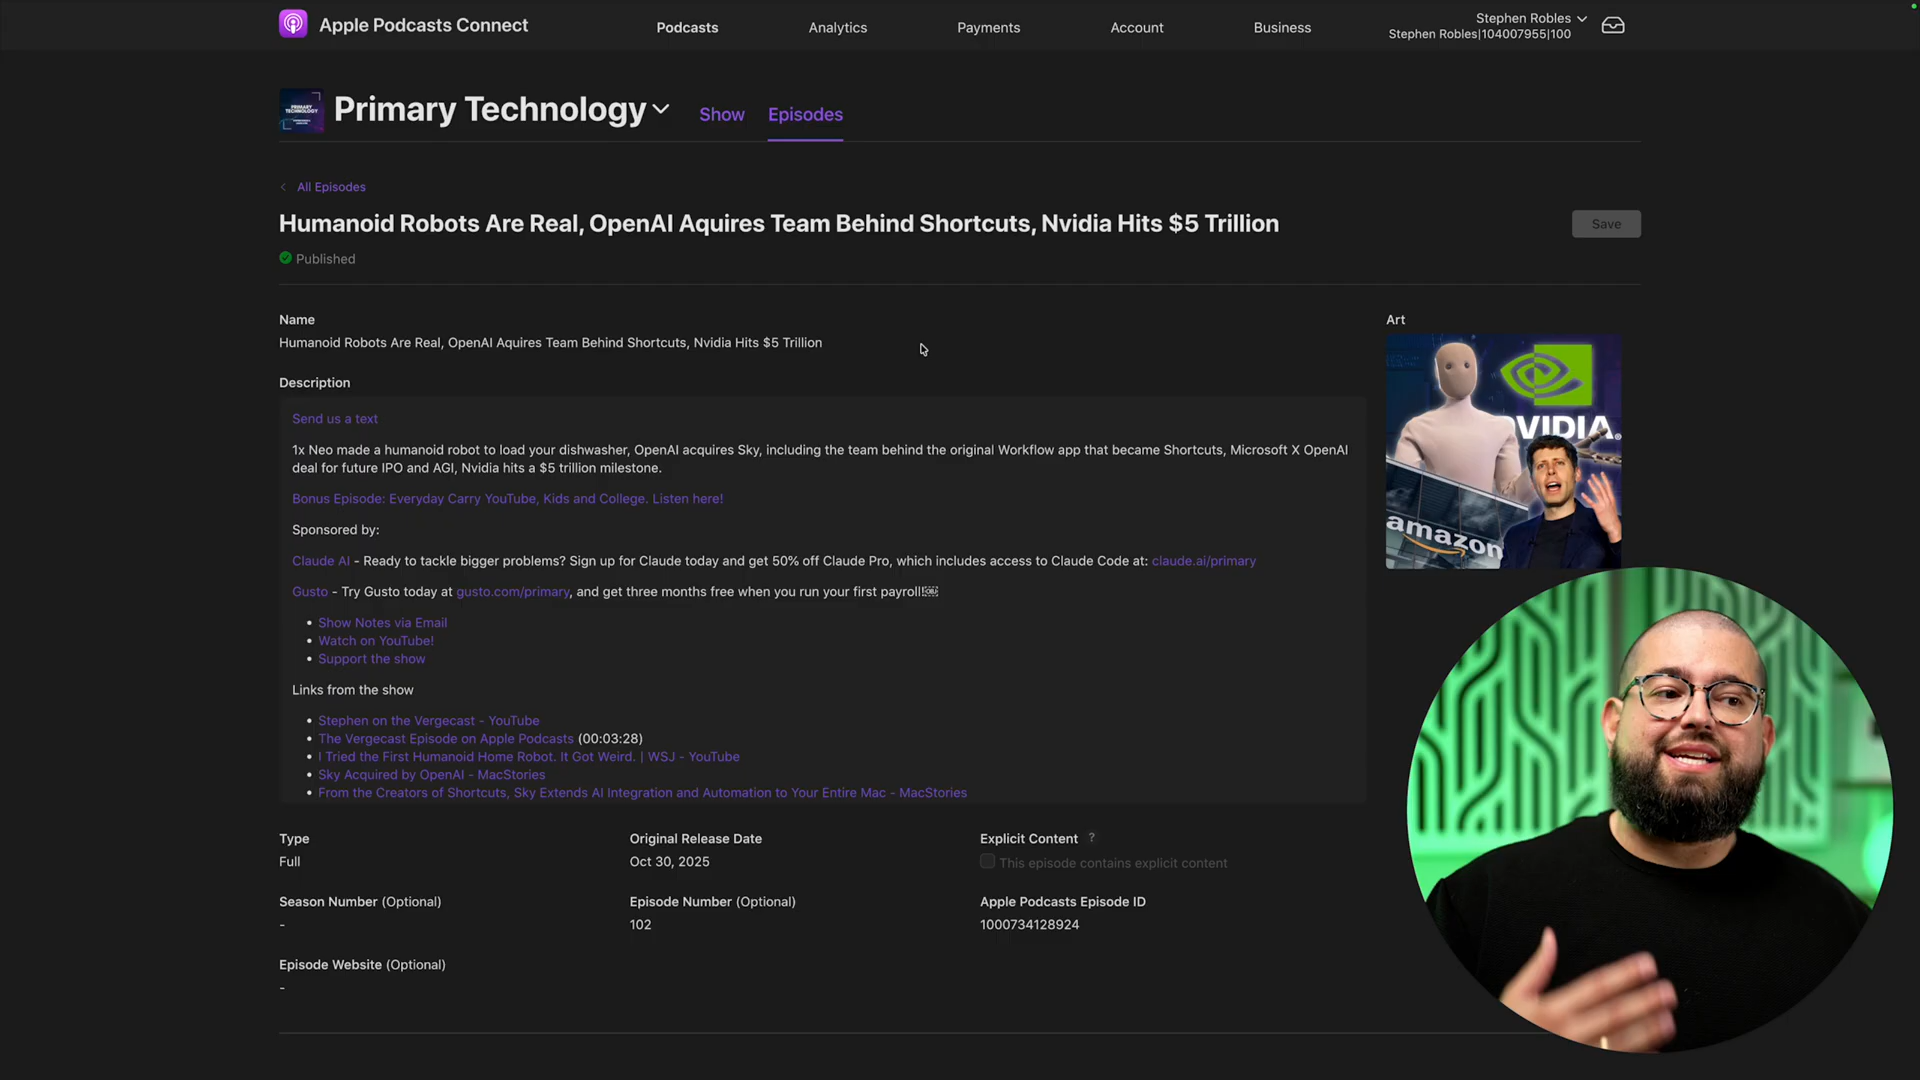 Apple Podcasts Connect
Podcasts
Analytics
Payments
Account
Business
Stephen Robles
Stephen Robles|104007955|100
PRIMARY
TECHNOLOGY
Primary Technology
Show
Episodes
All Episodes
Humanoid Robots Are Real, OpenAI Aquires Team Behind Shortcuts, Nvidia Hits $5 Trillion
Save
Published
Name
Humanoid Robots Are Real, OpenAI Aquires Team Behind Shortcuts, Nvidia Hits $5 Trillion
Art
NVIDIA.
amazon
Description
Send us a text
1x Neo made a humanoid robot to load your dishwasher, OpenAI acquires Sky, including the team behind the original Workflow app that became Shortcuts, Microsoft X OpenAI
deal for future IPO and AGI, Nvidia hits a $5 trillion milestone.
Bonus Episode: Everyday Carry YouTube, Kids and College. Listen here!
Sponsored by:
Claude AI - Ready to tackle bigger problems? Sign up for Claude today and get 50% off Claude Pro, which includes access to Claude Code at: claude.ai/primary
Gusto - Try Gusto today at gusto.com/primary, and get three months free when you run your first payroll!
• Show Notes via Email
• Watch on YouTube!
• Support the show
Links from the show
• Stephen on the Vergecast - YouTube
• The Vergecast Episode on Apple Podcasts (00:03:28)
• I Tried the First Humanoid Home Robot. It Got Weird. | WSJ - YouTube
• Sky Acquired by OpenAI - MacStories
• From the Creators of Shortcuts, Sky Extends AI Integration and Automation to Your Entire Mac - MacStories
Type
Full
Original Release Date
Oct 30, 2025
Explicit Content ?
This episode contains explicit content
Season Number (Optional)
-
Episode Number (Optional)
102
Apple Podcasts Episode ID
1000734128924
Episode Website (Optional)
-